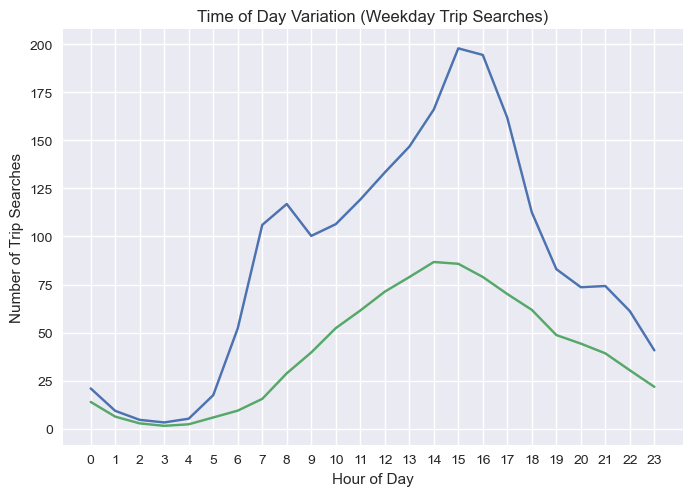 Time of Day Variation (Weekday Trip Searches)
Number of Trip Searches
200
175
150
125
100
75
50
25
0
0 1 2 3 4 5 6 7 8 9 10 11 12 13 14 15 16 17 18 19 20 21 22 23
Hour of Day